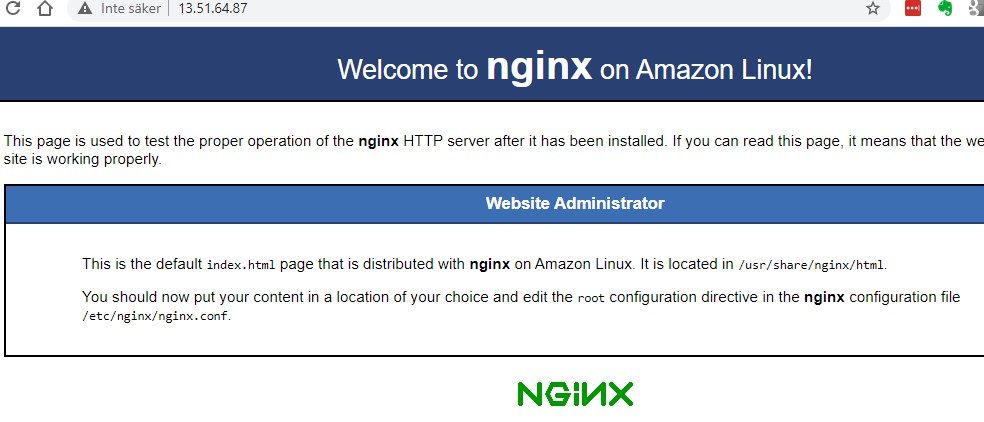 Inte säker 13.51.64.87
Welcome to nginx on Amazon Linux!
This page is used to test the proper operation of the nginx HTTP server after it has been installed. If you can read this page, it means that the we
site is working properly.
Website Administrator
This is the default index.html page that is distributed with nginx on Amazon Linux. It is located in /usr/share/nginx/html.
You should now put your content in a location of your choice and edit the root configuration directive in the nginx configuration file
/etc/nginx/nginx.conf.
NGINX